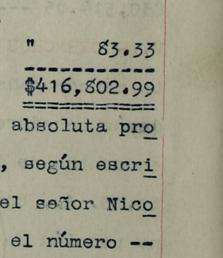 " 83.33
----------
$416,802.99
==========
absoluta pro
, según escri
el señor Nico
el número --